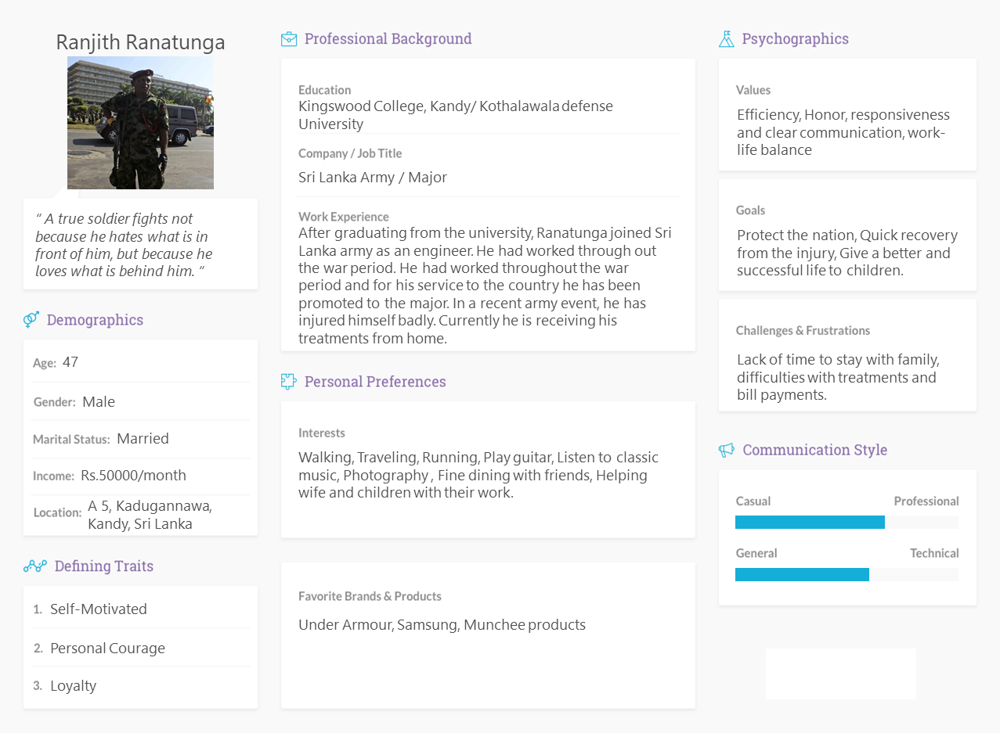 Ranjith Ranatunga
“ A true soldier fights not
because he hates what is in
front of him, but because he
loves what is behind him. “
Demographics
Age: 47
Gender: Male
Marital Status: Married
Income: Rs.50000/month
Location: A 5, Kadugannawa,
Kandy, Sri Lanka
Defining Traits
1. Self-Motivated
2. Personal Courage
3. Loyalty
Professional Background
Education
Kingswood College, Kandy/ Kothalawala defense
University
Company / Job Title
Sri Lanka Army / Major
Work Experience
After graduating from the university, Ranatunga joined Sri
Lanka army as an engineer. He had worked through out
the war period. He had worked throughout the war
period and for his service to the country he has been
promoted to the major. In a recent army event, he has
injured himself badly. Currently he is receiving his
treatments from home.
Personal Preferences
Interests
Walking, Traveling, Running, Play guitar, Listen to classic
music, Photography , Fine dining with friends, Helping
wife and children with their work.
Favorite Brands & Products
Under Armour, Samsung, Munchee products
Psychographics
Values
Efficiency, Honor, responsiveness
and clear communication, work-
life balance
Goals
Protect the nation, Quick recovery
from the injury, Give a better and
successful life to children.
Challenges & Frustrations
Lack of time to stay with family,
difficulties with treatments and
bill payments.
Communication Style
Casual Professional
General Technical